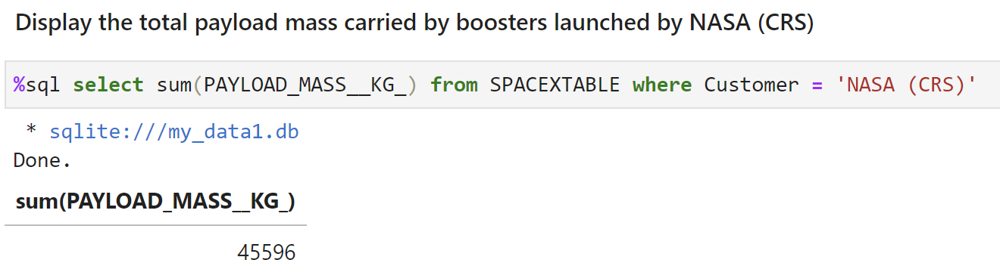 Display the total payload mass carried by boosters launched by NASA (CRS)
%sql select sum(PAYLOAD_MASS__KG_) from SPACEXTABLE where Customer = 'NASA (CRS)'
* sqlite:///my_data1.db
Done.
sum(PAYLOAD_MASS__KG_)
45596